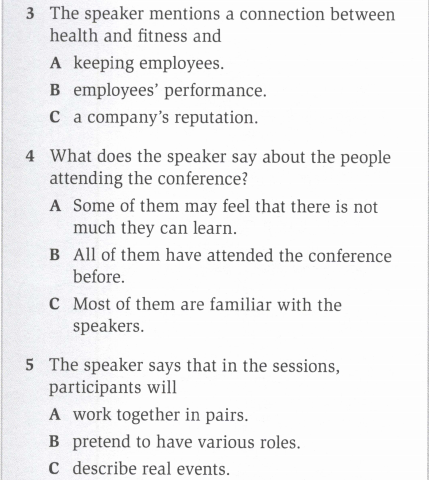 3 The speaker mentions a connection between
health and fitness and
A keeping employees.
B employees' performance.
C a company's reputation.
4 What does the speaker say about the people
attending the conference?
A Some of them may feel that there is not
much they can learn.
B All of them have attended the conference
before.
C Most of them are familiar with the
speakers.
5 The speaker says that in the sessions,
participants will
A work together in pairs.
B pretend to have various roles.
C describe real events.